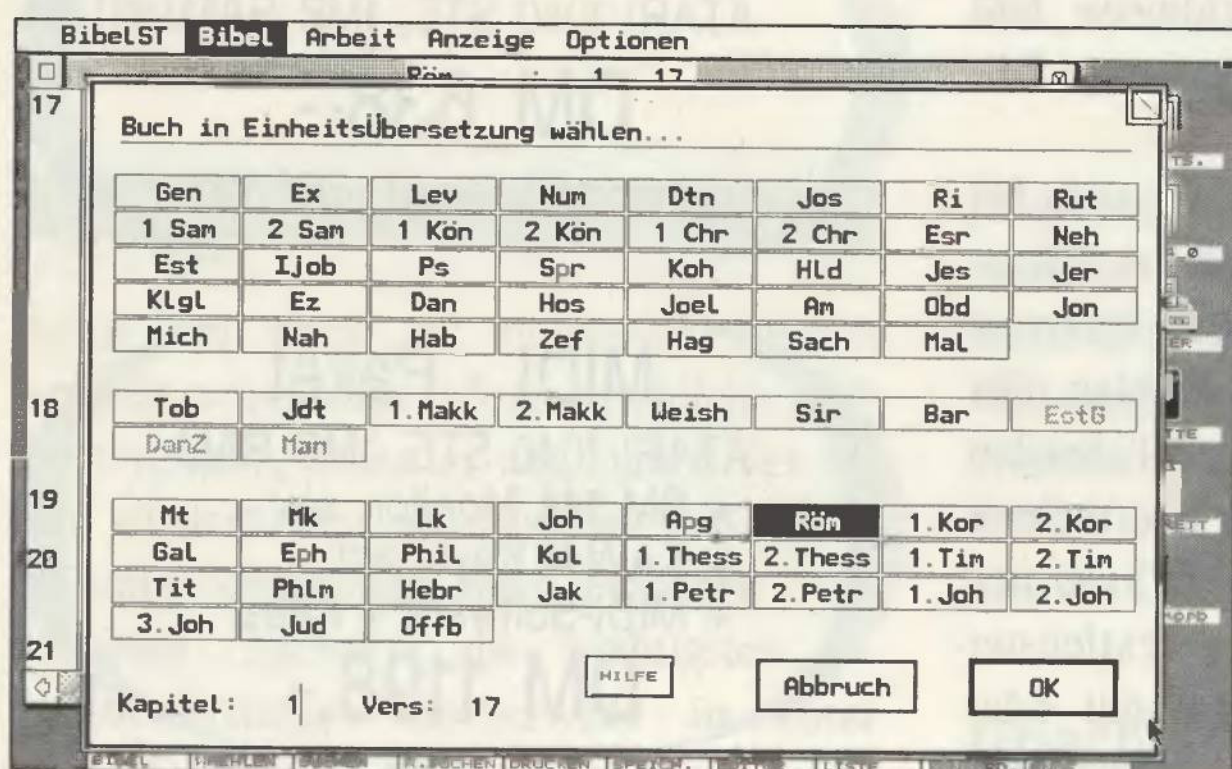 BibelST Bibel Arbeit Anzeige Optionen
Röm : 1 17
17
Buch in EinheitsÜbersetzung wählen...
Gen Ex Lev Num Dtn Jos Ri Rut
1 Sam 2 Sam 1 Kön 2 Kön 1 Chr 2 Chr Esr Neh
Est Ijob Ps Spr Koh Hld Jes Jer
Klgl Ez Dan Hos Joel Am Obd Jon
Mich Nah Hab Zef Hag Sach Mal
18 Tob Jdt 1.Makk 2.Makk Weish Sir Bar EstG
DanZ Man
19 Mt Mk Lk Joh Apg Röm 1.Kor 2.Kor
20 Gal Eph Phil Kol 1.Thess 2.Thess 1.Tim 2.Tim
Tit Phlm Hebr Jak 1.Petr 2.Petr 1.Joh 2.Joh
3.Joh Jud Offb
21
HILFE Abbruch OK
Kapitel: 1 Vers: 17